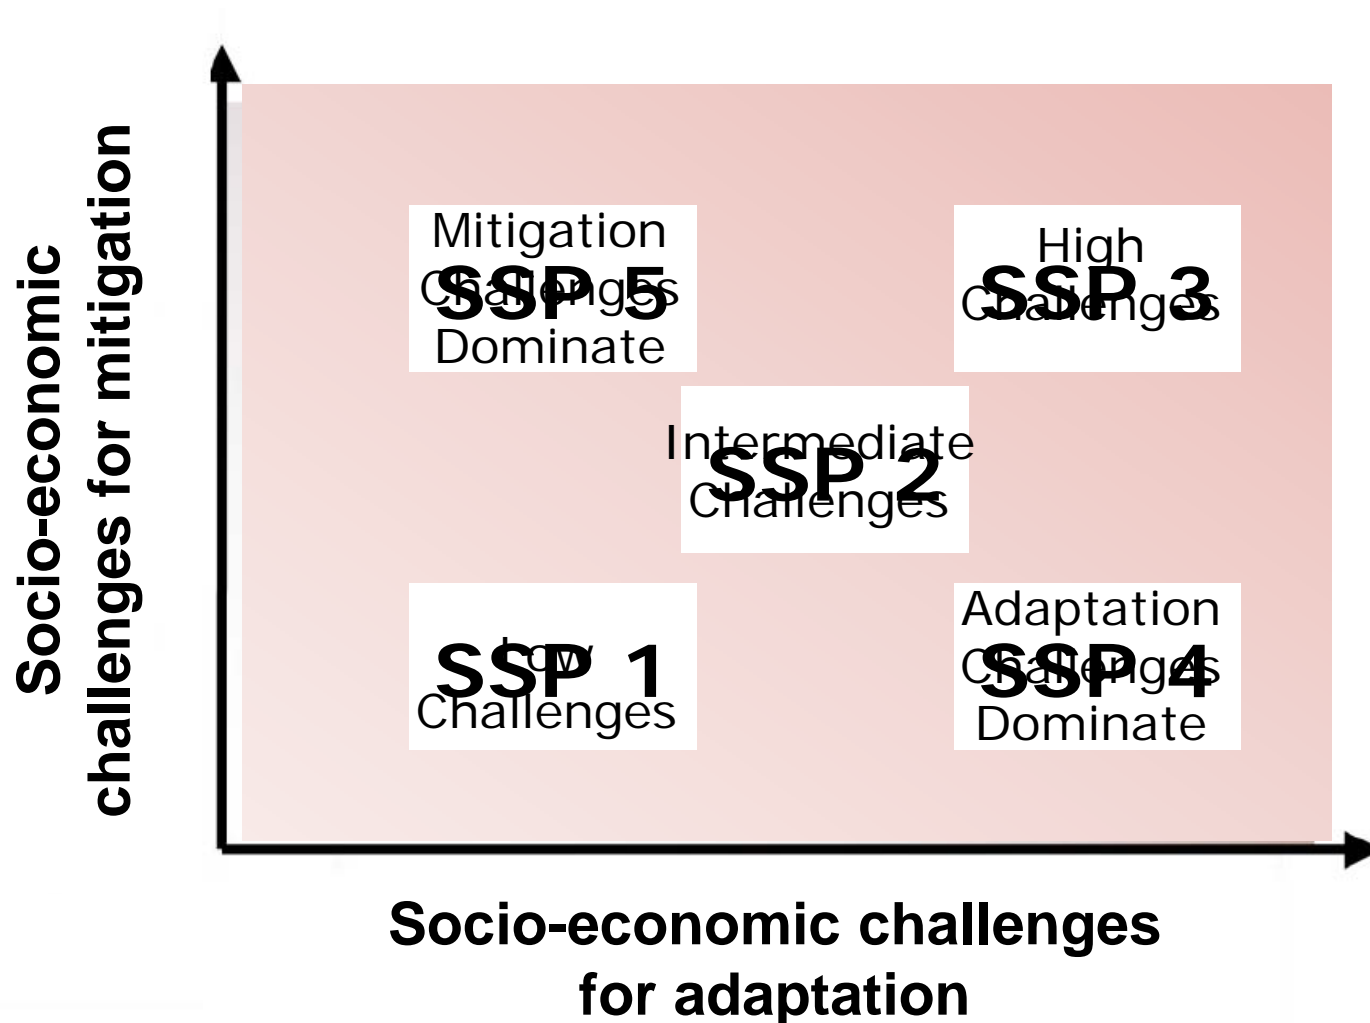 Socio-economic
challenges for mitigation
Mitigation
Challenges
Dominate
SSP 5
High
Challenges
SSP 3
Intermediate
Challenges
SSP 2
Low
Challenges
SSP 1
Adaptation
Challenges
Dominate
SSP 4
Socio-economic challenges
for adaptation